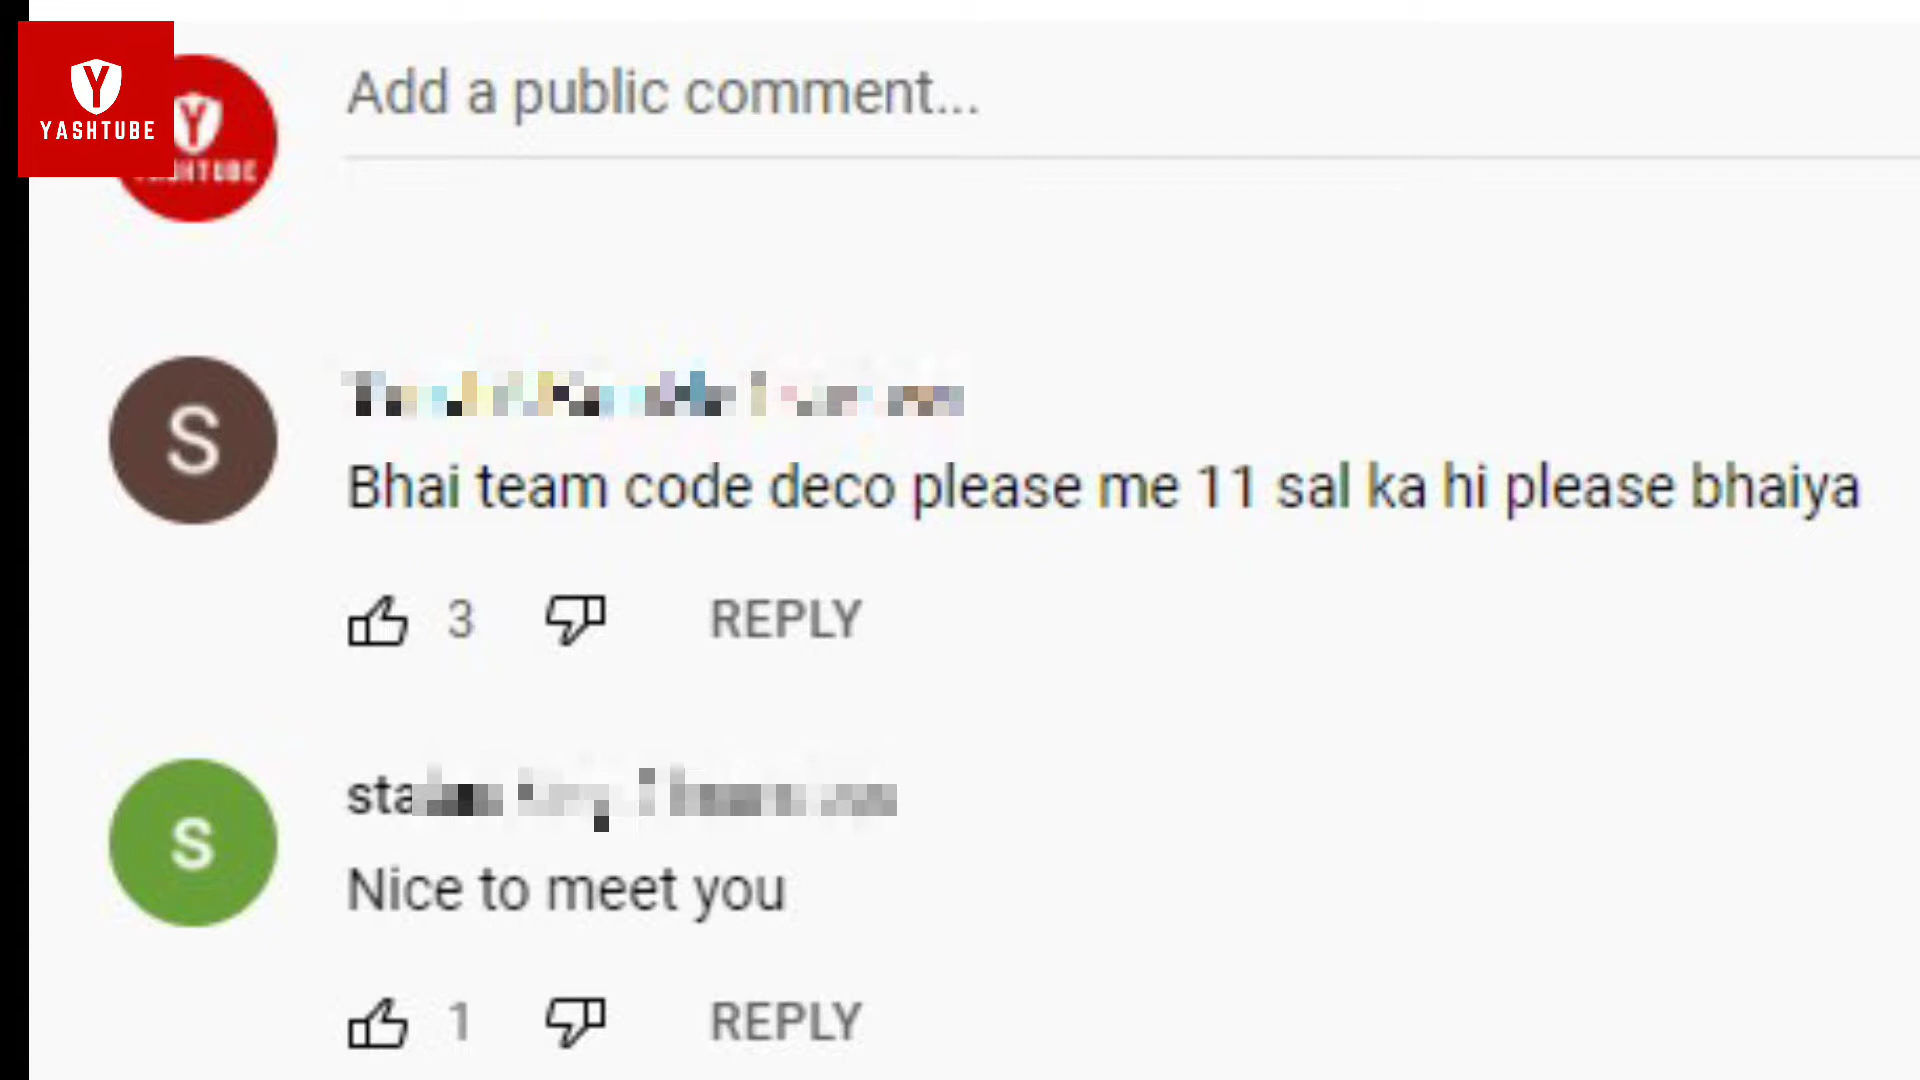 YASHTUBE
Add a public comment...
Bhai team code deco please me 11 sal ka hi please bhaiya
3 REPLY
Nice to meet you
1 REPLY